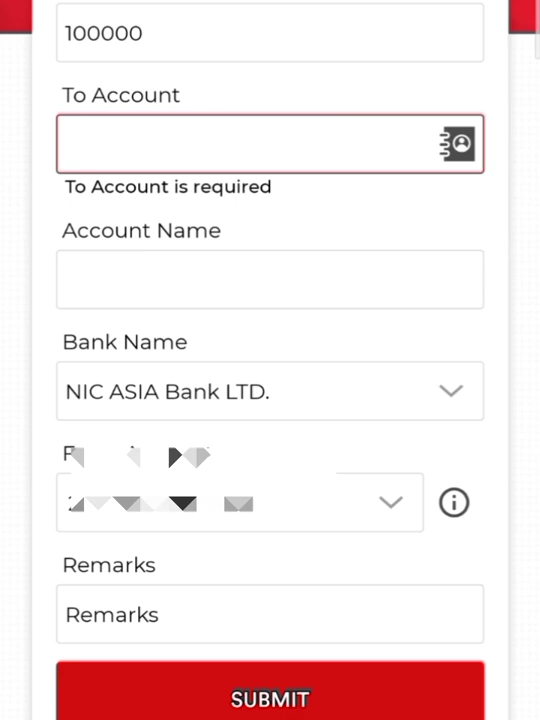 100000
To Account
To Account is required
Account Name
Bank Name
NIC ASIA Bank LTD.
Remarks
Remarks
SUBMIT